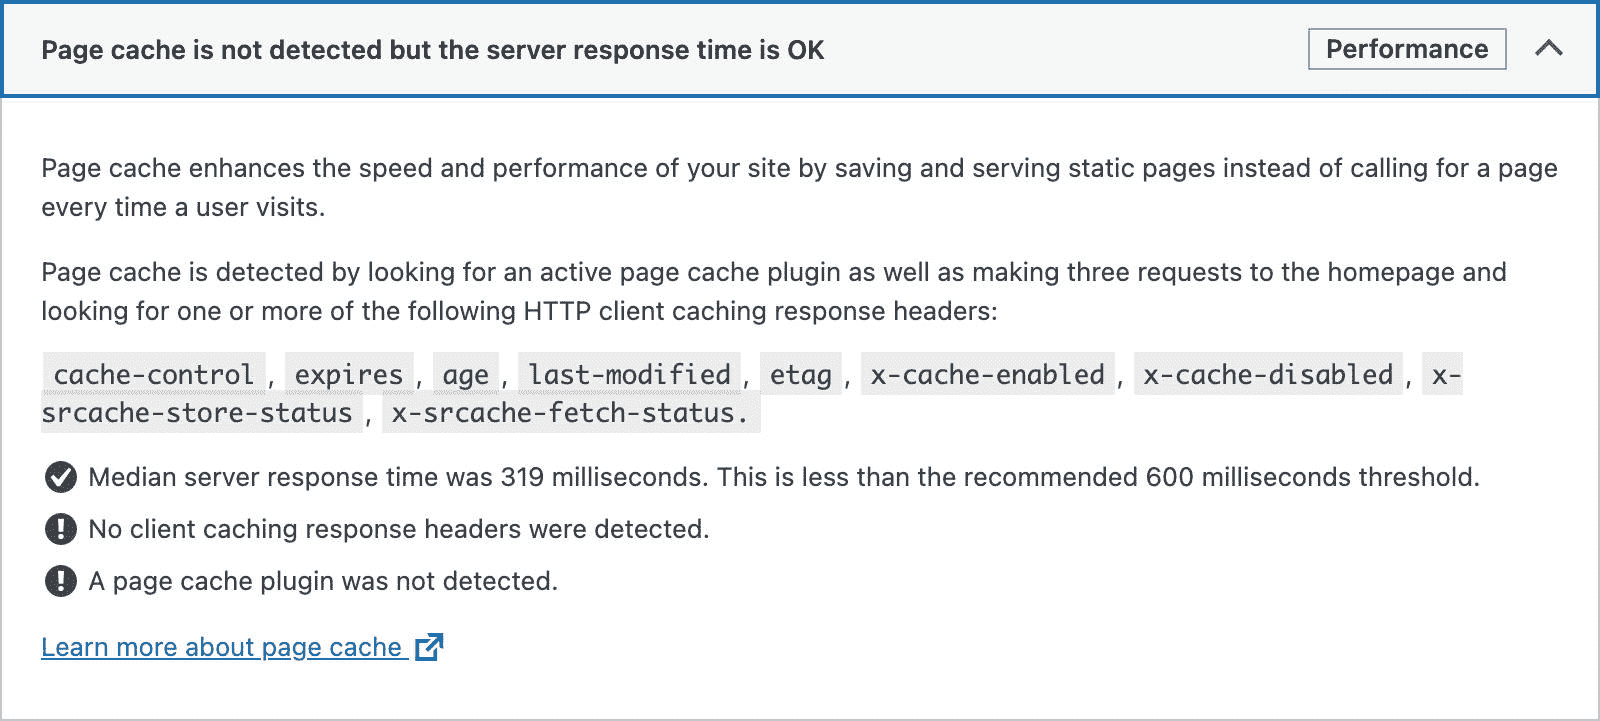 Page cache is not detected but the server response time is OK
Performance
Page cache enhances the speed and performance of your site by saving and serving static pages instead of calling for a page
every time a user visits.
Page cache is detected by looking for an active page cache plugin as well as making three requests to the homepage and
looking for one or more of the following HTTP client caching response headers:
cache-control , expires , age , last-modified , etag , x-cache-enabled , x-cache-disabled , x-
srcache-store-status , x-srcache-fetch-status.
Median server response time was 319 milliseconds. This is less than the recommended 600 milliseconds threshold.
No client caching response headers were detected.
A page cache plugin was not detected.
Learn more about page cache